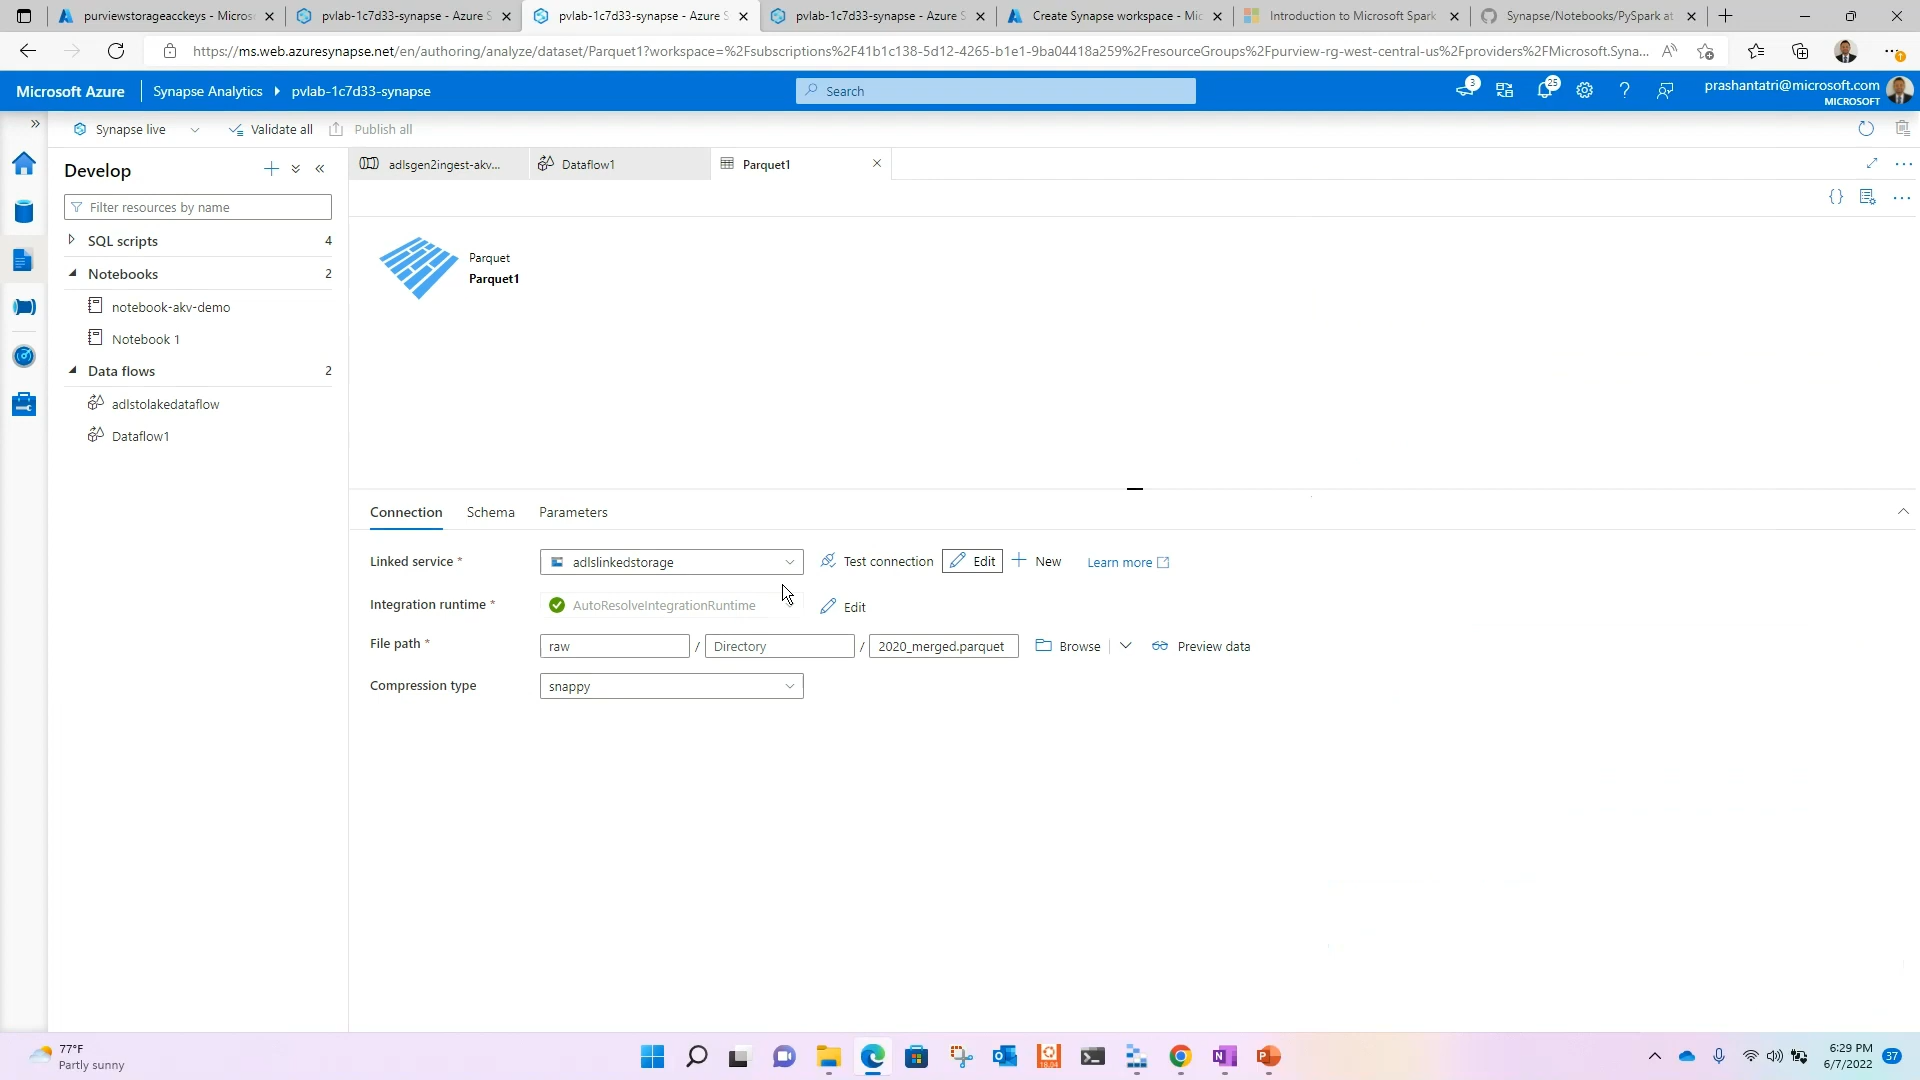 purviewstorageacckeys - Microso
pvlab-1c7d33-synapse - Azure S
pvlab-1c7d33-synapse - Azure S
pvlab-1c7d33-synapse - Azure S
Create Synapse workspace - Mic
Introduction to Microsoft Spark
Synapse/Notebooks/PySpark at
https://ms.web.azuresynapse.net/en/authoring/analyze/dataset/Parquet1?workspace=%2Fsubscriptions%2F41b1c138-5d12-4265-b1e1-9ba04418a259%2FresourceGroups%2Fpurview-rg-west-central-us%2Fproviders%2FMicrosoft.Syna...
Microsoft Azure
Synapse Analytics
pvlab-1c7d33-synapse
Search
3
25
prashantatri@microsoft.com
MICROSOFT
Synapse live
Validate all
Publish all
Develop
Filter resources by name
SQL scripts 4
Notebooks 2
notebook-akv-demo
Notebook 1
Data flows 2
adlstolakedataflow
Dataflow1
adlsgen2ingest-akv...
Dataflow1
Parquet1
Parquet
Parquet1
Connection Schema Parameters
Linked service * adlslinkedstorage Test connection Edit New Learn more
Integration runtime * AutoResolveIntegrationRuntime Edit
File path * raw / Directory / 2020_merged.parquet Browse Preview data
Compression type snappy
77°F
Partly sunny
18.04
6:29 PM
6/7/2022
37